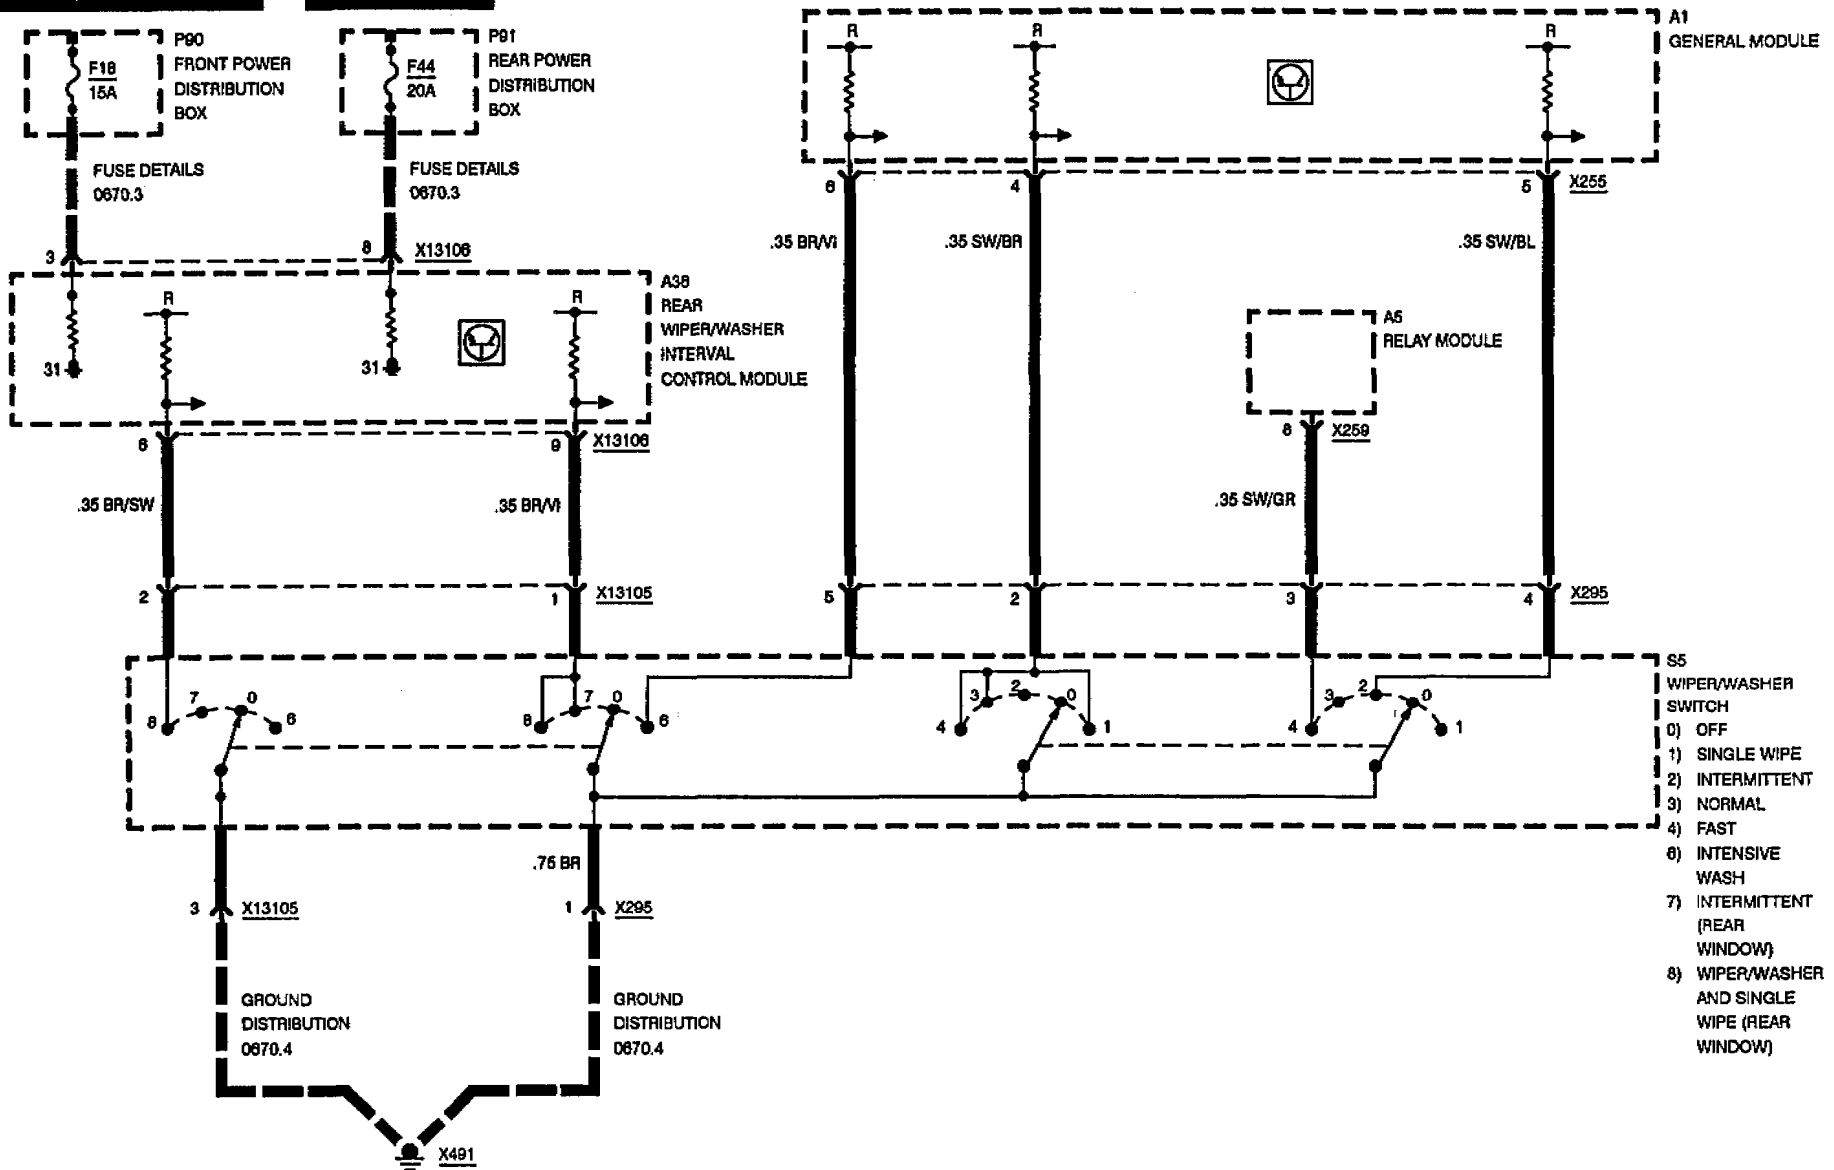 P90
FRONT POWER
DISTRIBUTION
BOX
F18
15A
FUSE DETAILS
0670.3
P91
REAR POWER
DISTRIBUTION
BOX
F44
20A
FUSE DETAILS
0670.3
A1
GENERAL MODULE
R
R
R
6
4
5
X255
.35 BR/VI
.35 SW/BR
.35 SW/BL
3
8
X13106
A38
REAR
WIPER/WASHER
INTERVAL
CONTROL MODULE
R
R
31
31
A5
RELAY MODULE
6
9
X13106
6
X259
.35 BR/SW
.35 BR/VI
.35 SW/GR
2
1
X13105
5
2
3
4
X295
8
7
0
6
8
7
0
6
4
3
2
0
1
4
3
2
0
1
S5
WIPER/WASHER
SWITCH
0) OFF
1) SINGLE WIPE
2) INTERMITTENT
3) NORMAL
4) FAST
6) INTENSIVE
WASH
7) INTERMITTENT
(REAR
WINDOW)
8) WIPER/WASHER
AND SINGLE
WIPE (REAR
WINDOW)
.75 BR
3
X13105
1
X295
GROUND
DISTRIBUTION
0670.4
GROUND
DISTRIBUTION
0670.4
X491